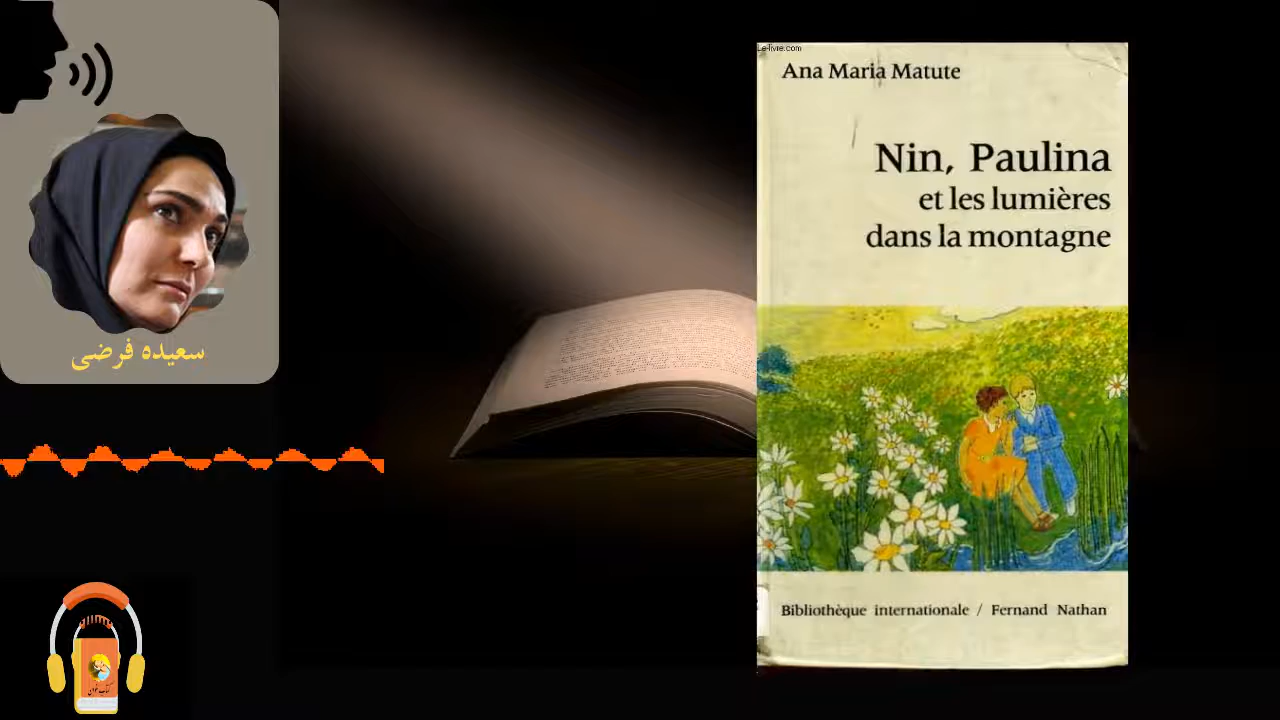 سعیده فرضی
Le-livre.com
Ana Maria Matute
Nin, Paulina
et les lumières
dans la montagne
Bibliothèque internationale / Fernand Nathan